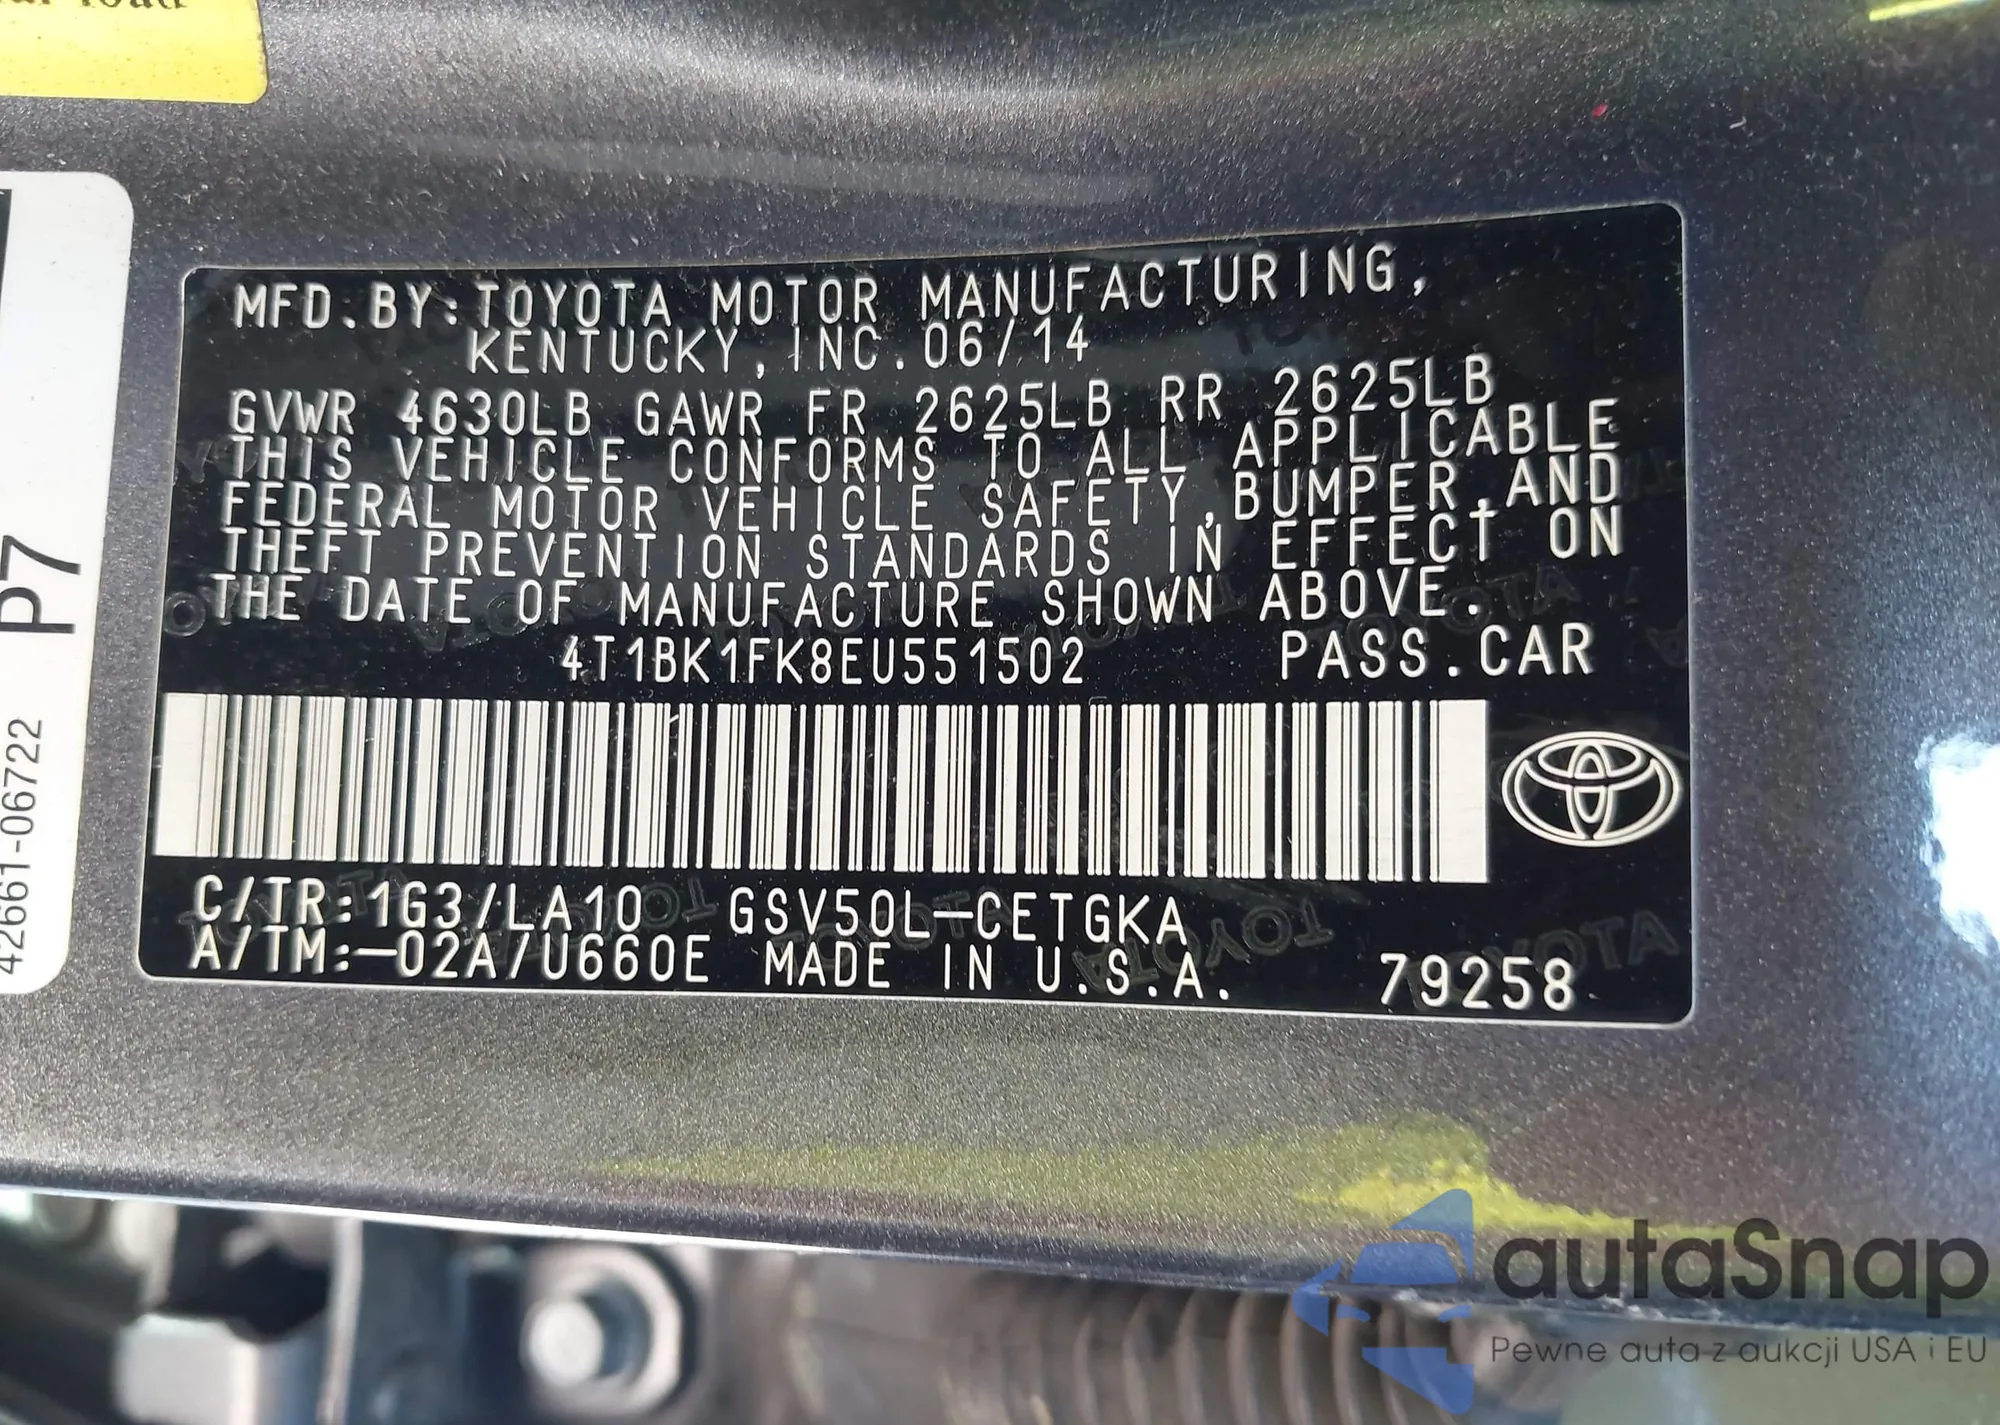 MFD.BY:TOYOTA MOTOR MANUFACTURING,
KENTUCKY,INC.06/14
GVWR 4630LB GAWR FR 2625LB RR 2625LB
THIS VEHICLE CONFORMS TO ALL APPLICABLE
FEDERAL MOTOR VEHICLE SAFETY,BUMPER,AND
THEFT PREVENTION STANDARDS IN EFFECT ON
THE DATE OF MANUFACTURE SHOWN ABOVE.
4T1BK1FK8EU551502 PASS.CAR
C/TR:1G3/LA10 GSV50L-CETGKA
A/TM:-02A/U660E MADE IN U.S.A. 79258
P7
42661-06722
autaSnap
Pewne auta z aukcji USA i EU